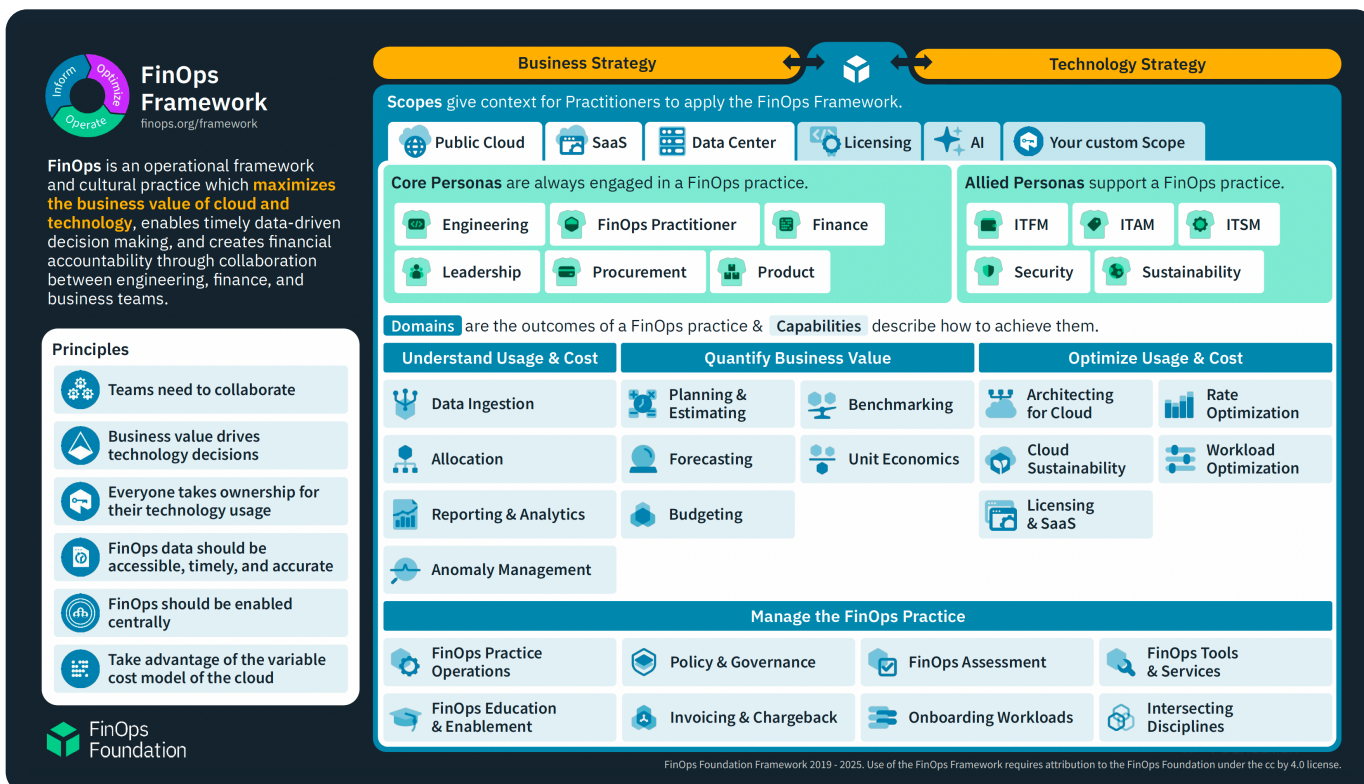 Inform
Optimize
Operate
FinOps
Framework
finops.org/framework
FinOps is an operational framework
and cultural practice which maximizes
the business value of cloud and
technology, enables timely data-driven
decision making, and creates financial
accountability through collaboration
between engineering, finance, and
business teams.
Principles
Teams need to collaborate
Business value drives
technology decisions
Everyone takes ownership for
their technology usage
FinOps data should be
accessible, timely, and accurate
FinOps should be enabled
centrally
Take advantage of the variable
cost model of the cloud
FinOps
Foundation
Business Strategy
Technology Strategy
Scopes give context for Practitioners to apply the FinOps Framework.
Public Cloud
SaaS
Data Center
Licensing
AI
Your custom Scope
Core Personas are always engaged in a FinOps practice.
Engineering
FinOps Practitioner
Finance
Leadership
Procurement
Product
Allied Personas support a FinOps practice.
ITFM
ITAM
ITSM
Security
Sustainability
Domains are the outcomes of a FinOps practice & Capabilities describe how to achieve them.
Understand Usage & Cost
Data Ingestion
Allocation
Reporting & Analytics
Anomaly Management
Quantify Business Value
Planning &
Estimating
Benchmarking
Forecasting
Unit Economics
Budgeting
Optimize Usage & Cost
Architecting
for Cloud
Rate
Optimization
Cloud
Sustainability
Workload
Optimization
Licensing
& SaaS
Manage the FinOps Practice
FinOps Practice
Operations
Policy & Governance
FinOps Assessment
FinOps Tools
& Services
FinOps Education
& Enablement
Invoicing & Chargeback
Onboarding Workloads
Intersecting
Disciplines
FinOps Foundation Framework 2019 - 2025. Use of the FinOps Framework requires attribution to the FinOps Foundation under the cc by 4.0 license.